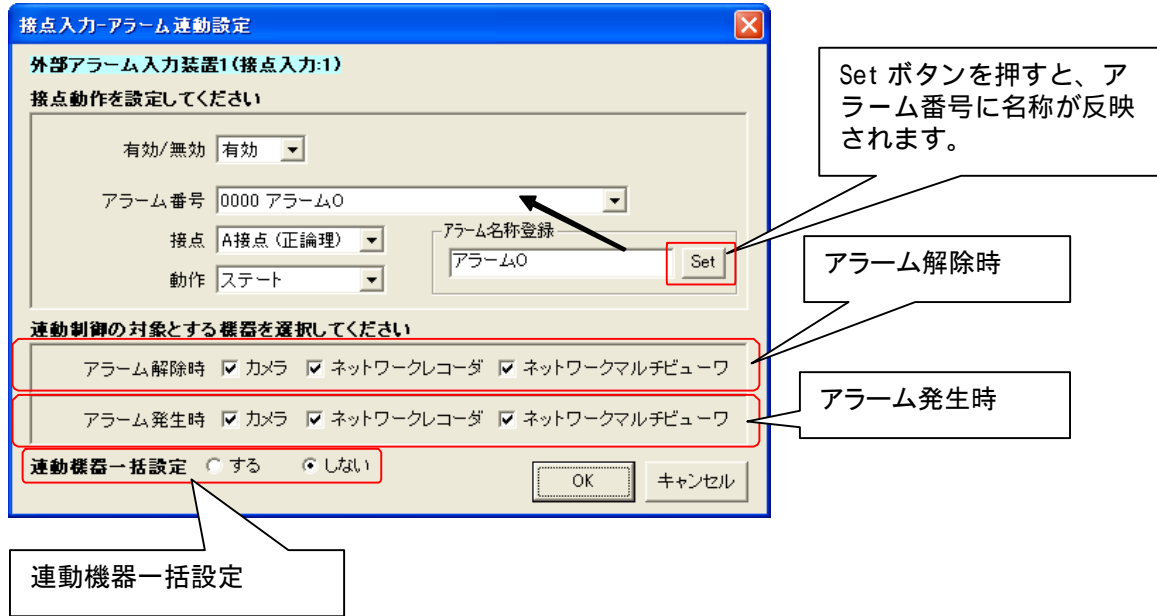 接点入力-アラーム連動設定
外部アラーム入力装置1(接点入力:1)
接点動作を設定してください
有効/無効 有効
アラーム番号 0000 アラーム0
接点 A接点 (正論理)
動作 ステート
アラーム名称登録
アラーム0 Set
連動制御の対象とする機器を選択してください
アラーム解除時 カメラ ネットワークレコーダ ネットワークマルチビューワ
アラーム発生時 カメラ ネットワークレコーダ ネットワークマルチビューワ
連動機器一括設定 する しない
OK キャンセル
Set ボタンを押すと、ア
ラーム番号に名称が反映
されます。
アラーム解除時
アラーム発生時
連動機器一括設定